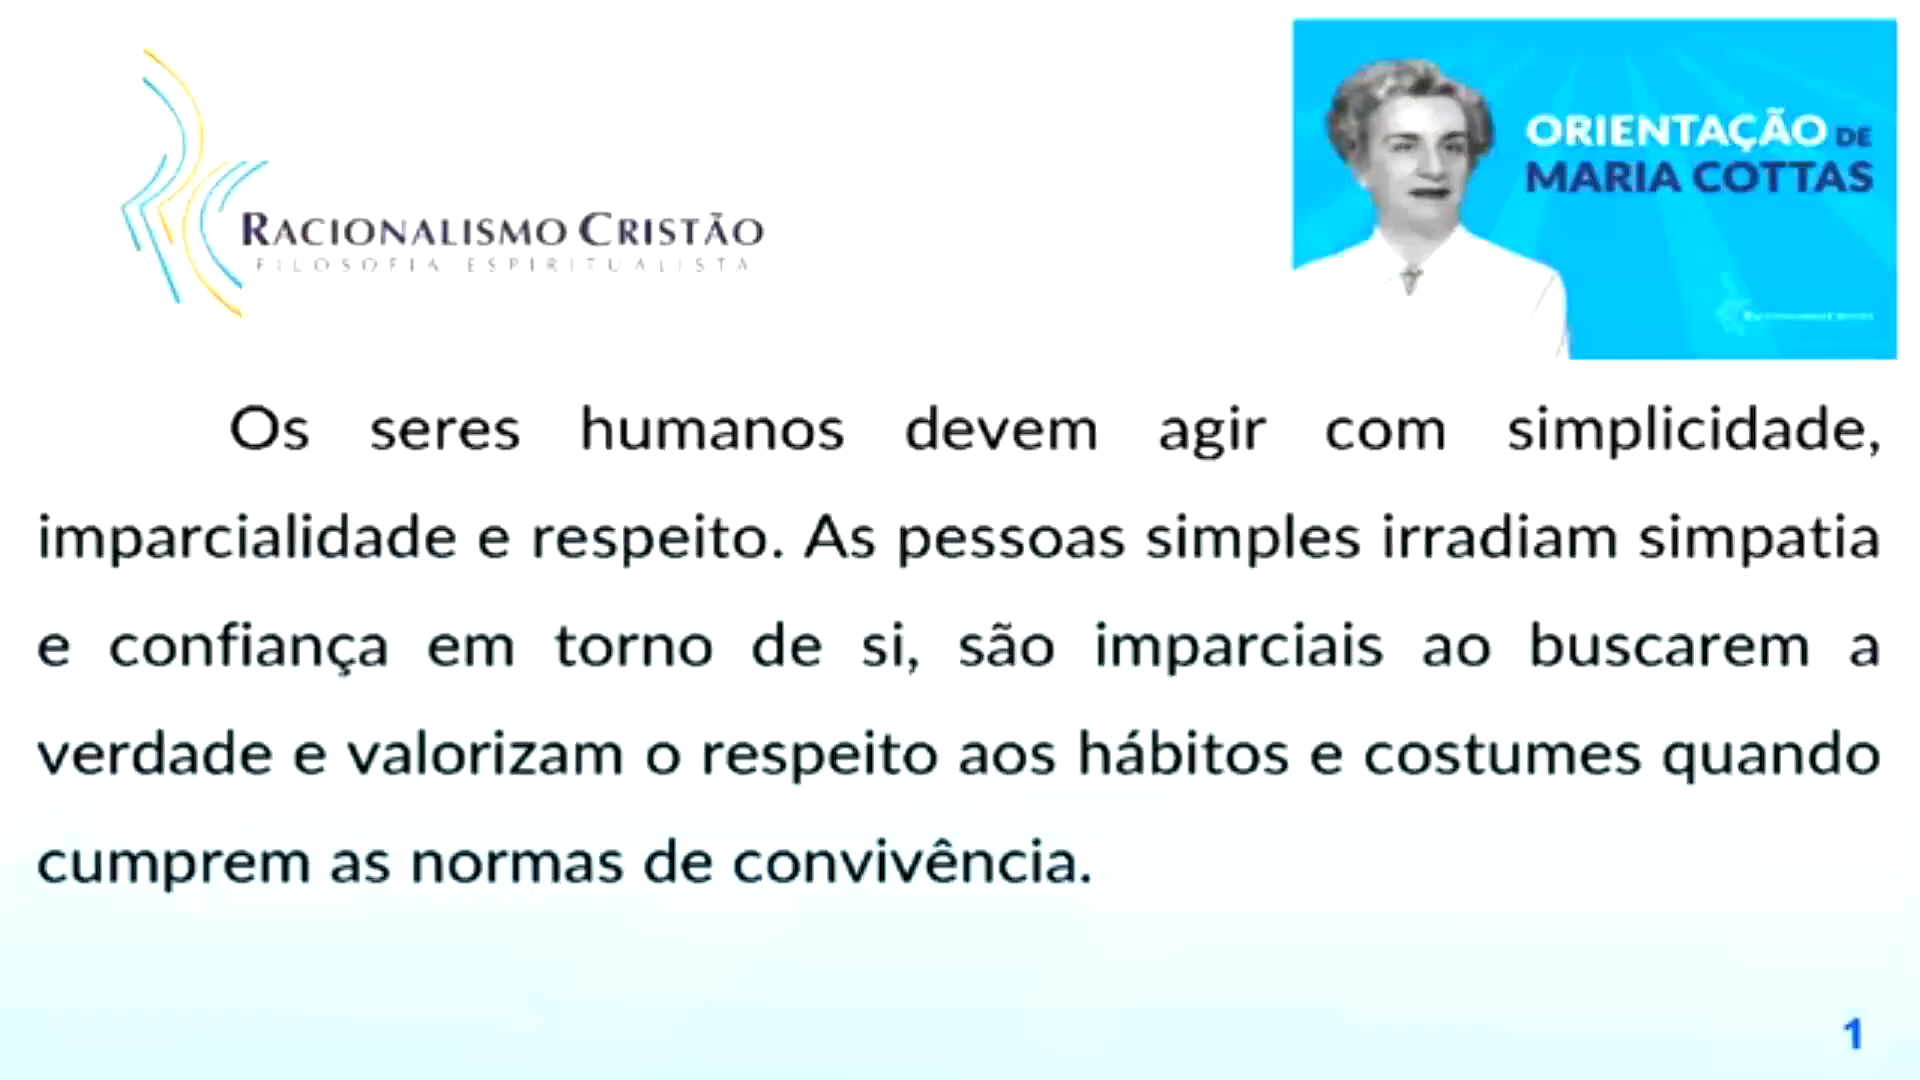 RACIONALISMO CRISTÃO
FILOSOFIA ESPIRITUALISTA
ORIENTAÇÃO DE
MARIA COTTAS
Os seres humanos devem agir com simplicidade,
imparcialidade e respeito. As pessoas simples irradiam simpatia
e confiança em torno de si, são imparciais ao buscarem a
verdade e valorizam o respeito aos hábitos e costumes quando
cumprem as normas de convivência.
1